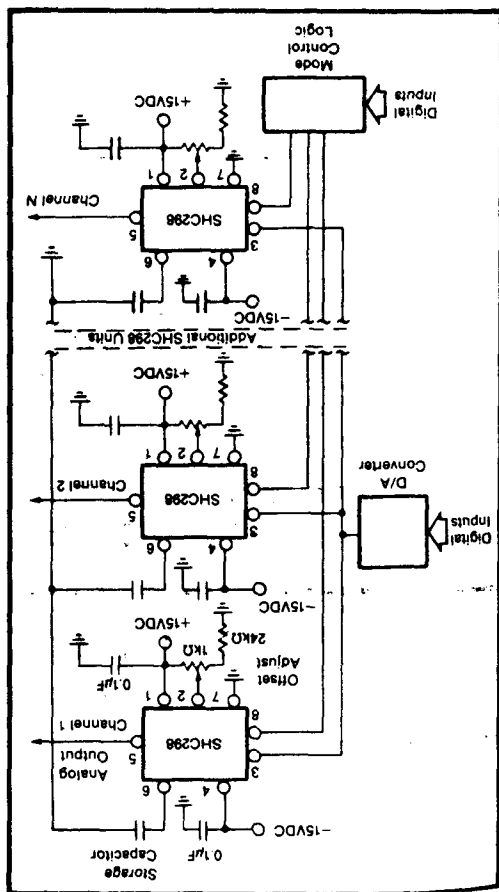 Storage
Capacitor
0.1µF
−15VDC
4
6
3
8
SHC298
5
Analog
Output
Channel 1
7
2
1
Offset
Adjust
1kΩ
24kΩ
+15VDC
0.1µF
−15VDC
4
6
3
8
SHC298
5
Channel 2
7
2
1
+15VDC
Digital
Inputs
D/A
Converter
Additional SHC298 Units
−15VDC
4
6
3
8
SHC298
5
Channel N
7
2
1
+15VDC
Digital
Inputs
Mode
Control
Logic